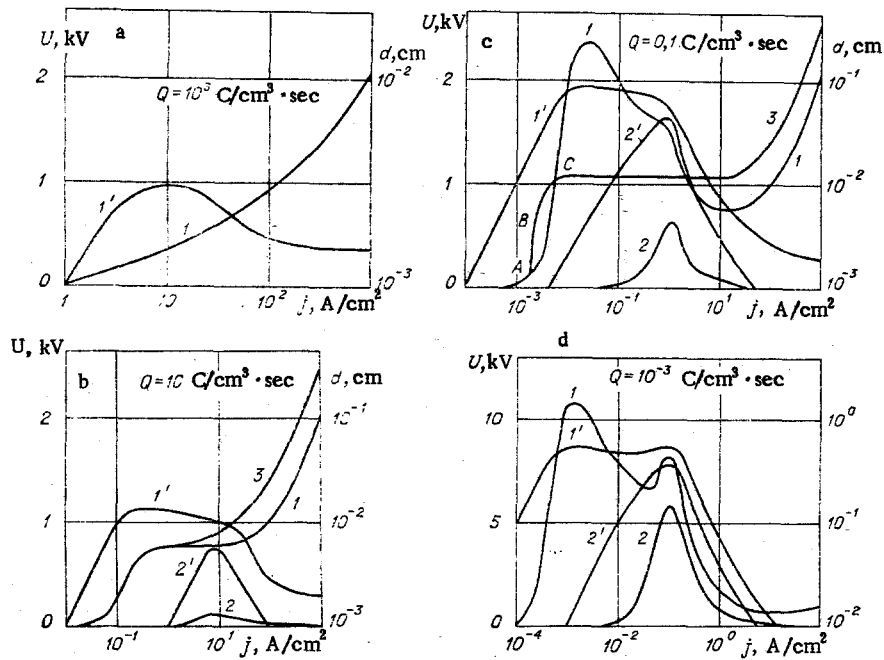 U, kV
a
d, cm
2
Q=10³ C/cm³·sec
10⁻²
1
1'
1
0
10⁻³
1
10
10²
j, A/cm²
U, kV
c
Q=0,1 C/cm³·sec
d, cm
1
2
10⁻¹
1'
2'
3
1
C
1
10⁻²
B
A
2
0
10⁻³
10⁻³
10⁻¹
10¹
j, A/cm²
U, kV
b
Q=10 C/cm³·sec
d, cm
2
10⁻¹
3
1'
1
1
10⁻²
2'
2
0
10⁻³
10⁻¹
10¹
j, A/cm²
d
U, kV
Q=10⁻³ C/cm³·sec
d, cm
1
10
10⁰
1'
5
2'
2
10⁻¹
0
10⁻²
10⁻⁴
10⁻²
10⁰
j, A/cm²